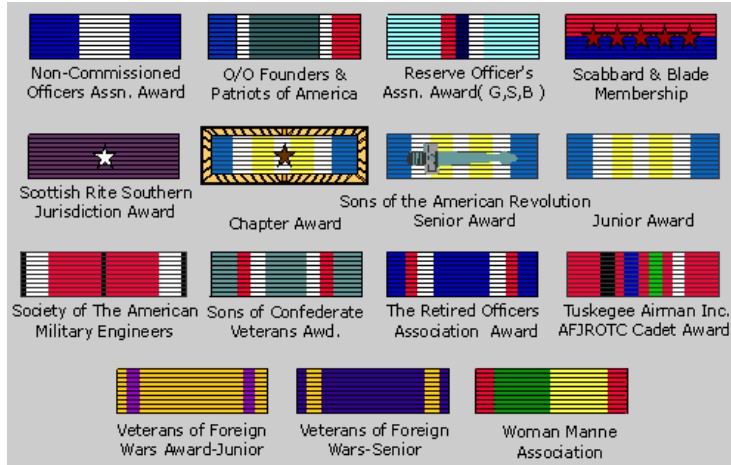 Non-Commissioned
Officers Assn. Award
O/O Founders &
Patriots of America
Reserve Officer's
Assn. Award( G,S,B )
Scabbard & Blade
Membership
Scottish Rite Southern
Jurisdiction Award
Chapter Award
Sons of the American Revolution
Senior Award
Junior Award
Society of The American
Military Engineers
Sons of Confederate
Veterans Awd.
The Retired Officers
Association Award
Tuskegee Airman Inc.
AFJROTC Cadet Award
Veterans of Foreign
Wars Award-Junior
Veterans of Foreign
Wars-Senior
Woman Marine
Association